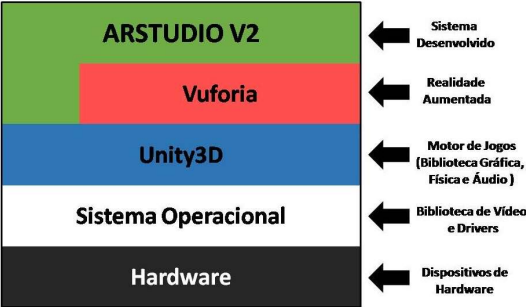 ARSTUDIO V2
Sistema
Desenvolvido
Vuforia
Realidade
Aumentada
Unity3D
Motor de Jogos
(Biblioteca Gráfica,
Física e Áudio )
Sistema Operacional
Biblioteca de Vídeo
e Drivers
Hardware
Dispositivos de
Hardware